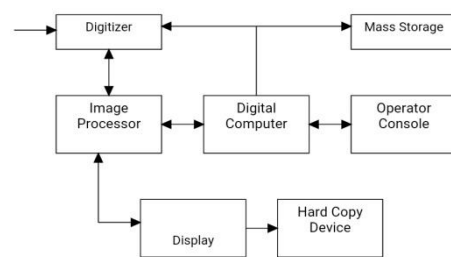 Digitizer
Mass Storage
Image
Processor
Digital
Computer
Operator
Console
Display
Hard Copy
Device